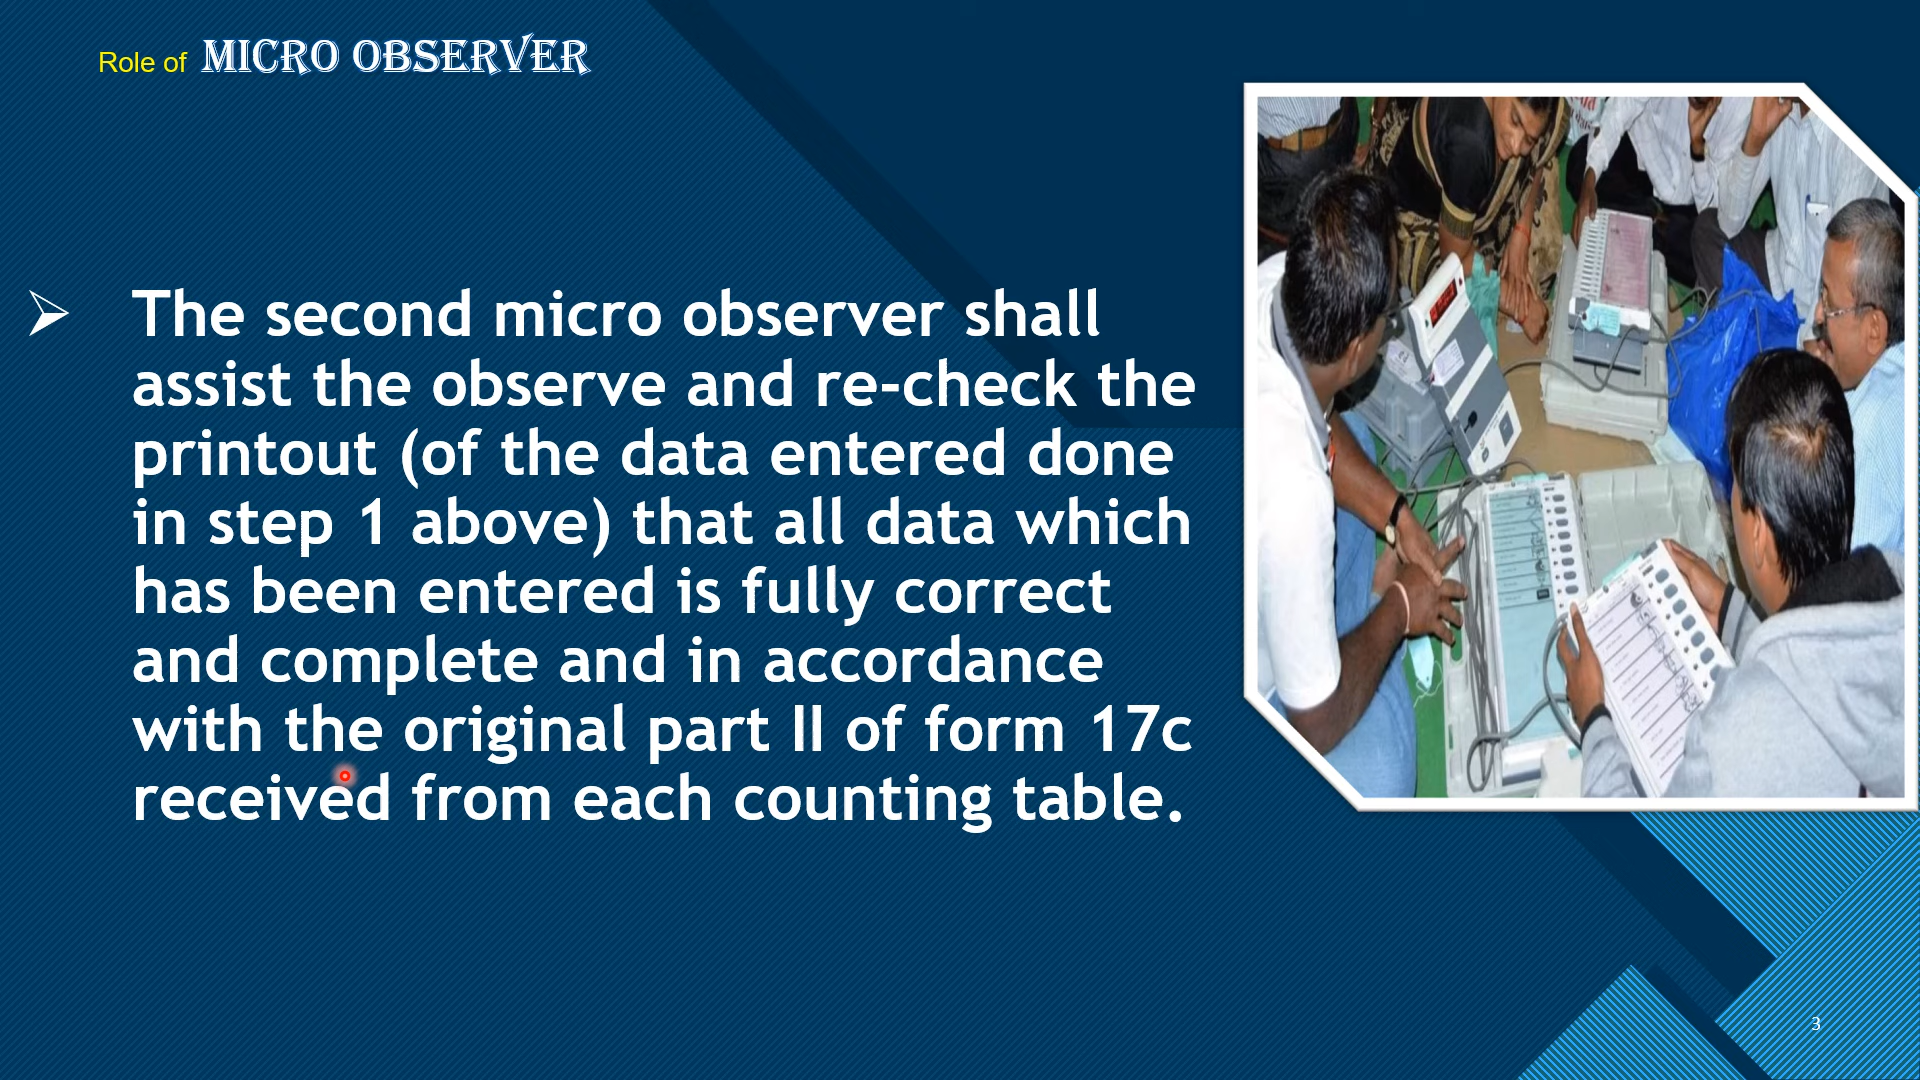 Role of MICRO OBSERVER
➢ The second micro observer shall
assist the observe and re-check the
printout (of the data entered done
in step 1 above) that all data which
has been entered is fully correct
and complete and in accordance
with the original part II of form 17c
received from each counting table.
3